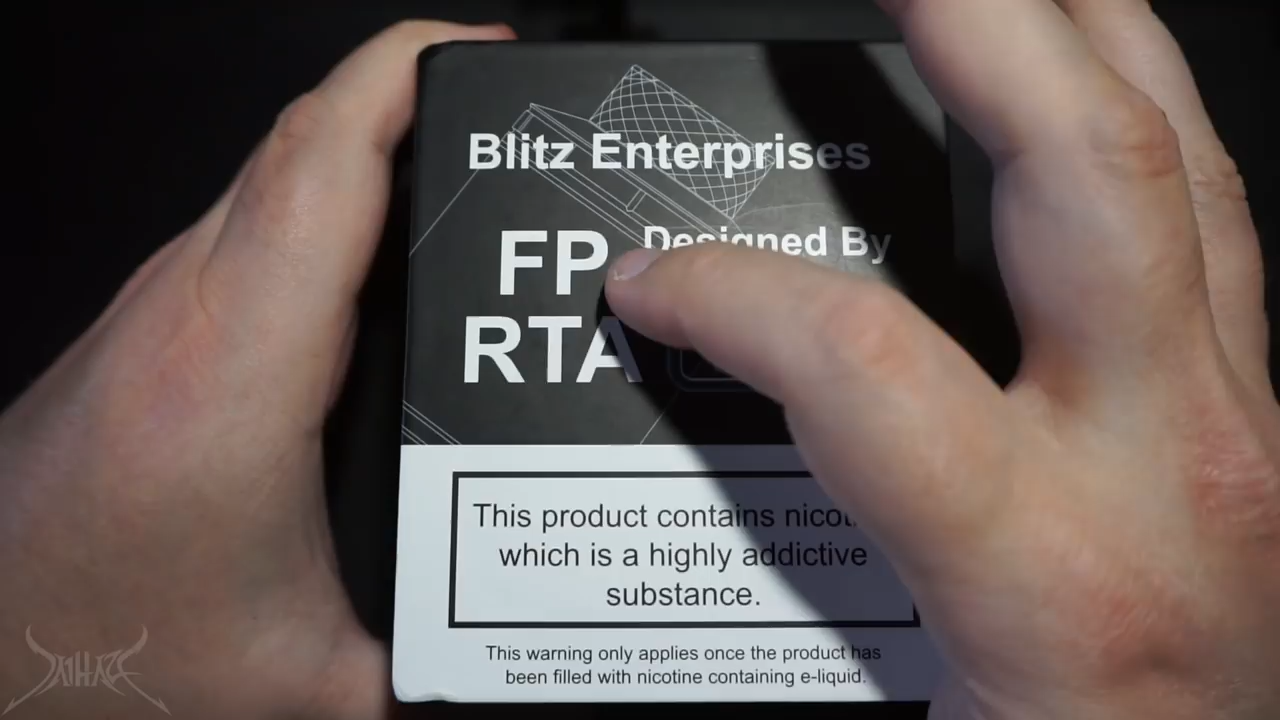 Blitz Enterprises
Designed By
FP
RTA
This product contains
which is a highly addictive
substance.
This warning only applies once the product has
been filled with nicotine containing e-liquid.